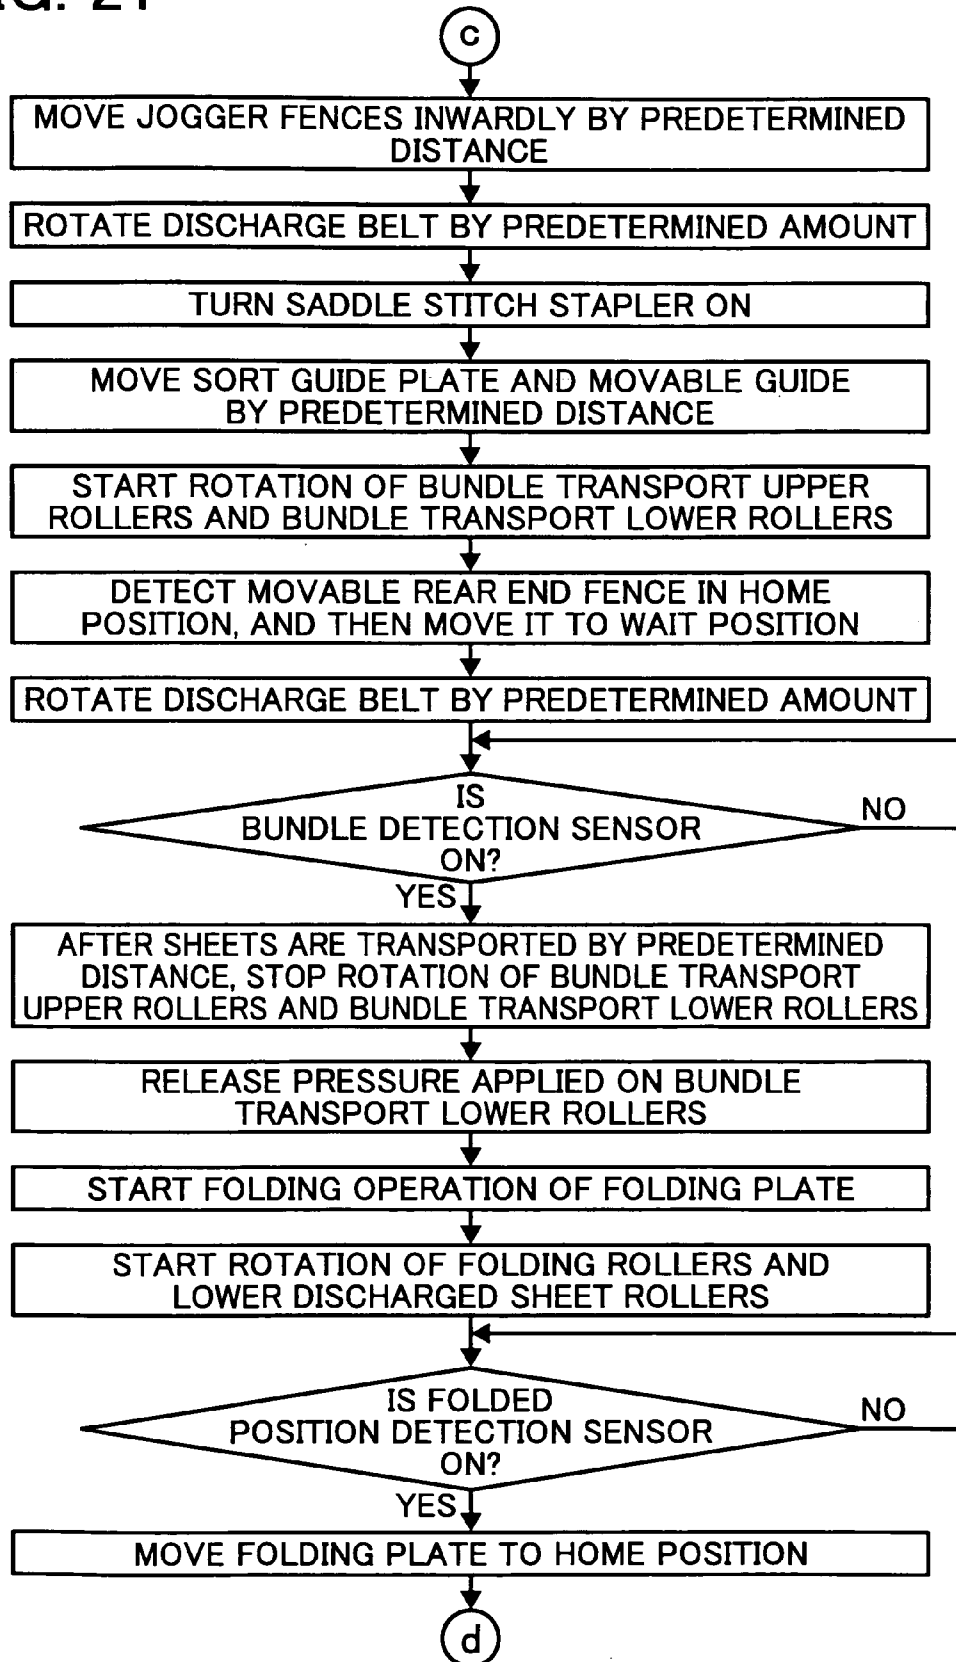 FIG. 21
c
MOVE JOGGER FENCES INWARDLY BY PREDETERMINED
DISTANCE
ROTATE DISCHARGE BELT BY PREDETERMINED AMOUNT
TURN SADDLE STITCH STAPLER ON
MOVE SORT GUIDE PLATE AND MOVABLE GUIDE
BY PREDETERMINED DISTANCE
START ROTATION OF BUNDLE TRANSPORT UPPER
ROLLERS AND BUNDLE TRANSPORT LOWER ROLLERS
DETECT MOVABLE REAR END FENCE IN HOME
POSITION, AND THEN MOVE IT TO WAIT POSITION
ROTATE DISCHARGE BELT BY PREDETERMINED AMOUNT
IS
BUNDLE DETECTION SENSOR
ON?
NO
YES
AFTER SHEETS ARE TRANSPORTED BY PREDETERMINED
DISTANCE, STOP ROTATION OF BUNDLE TRANSPORT
UPPER ROLLERS AND BUNDLE TRANSPORT LOWER ROLLERS
RELEASE PRESSURE APPLIED ON BUNDLE
TRANSPORT LOWER ROLLERS
START FOLDING OPERATION OF FOLDING PLATE
START ROTATION OF FOLDING ROLLERS AND
LOWER DISCHARGED SHEET ROLLERS
IS FOLDED
POSITION DETECTION SENSOR
ON?
NO
YES
MOVE FOLDING PLATE TO HOME POSITION
d